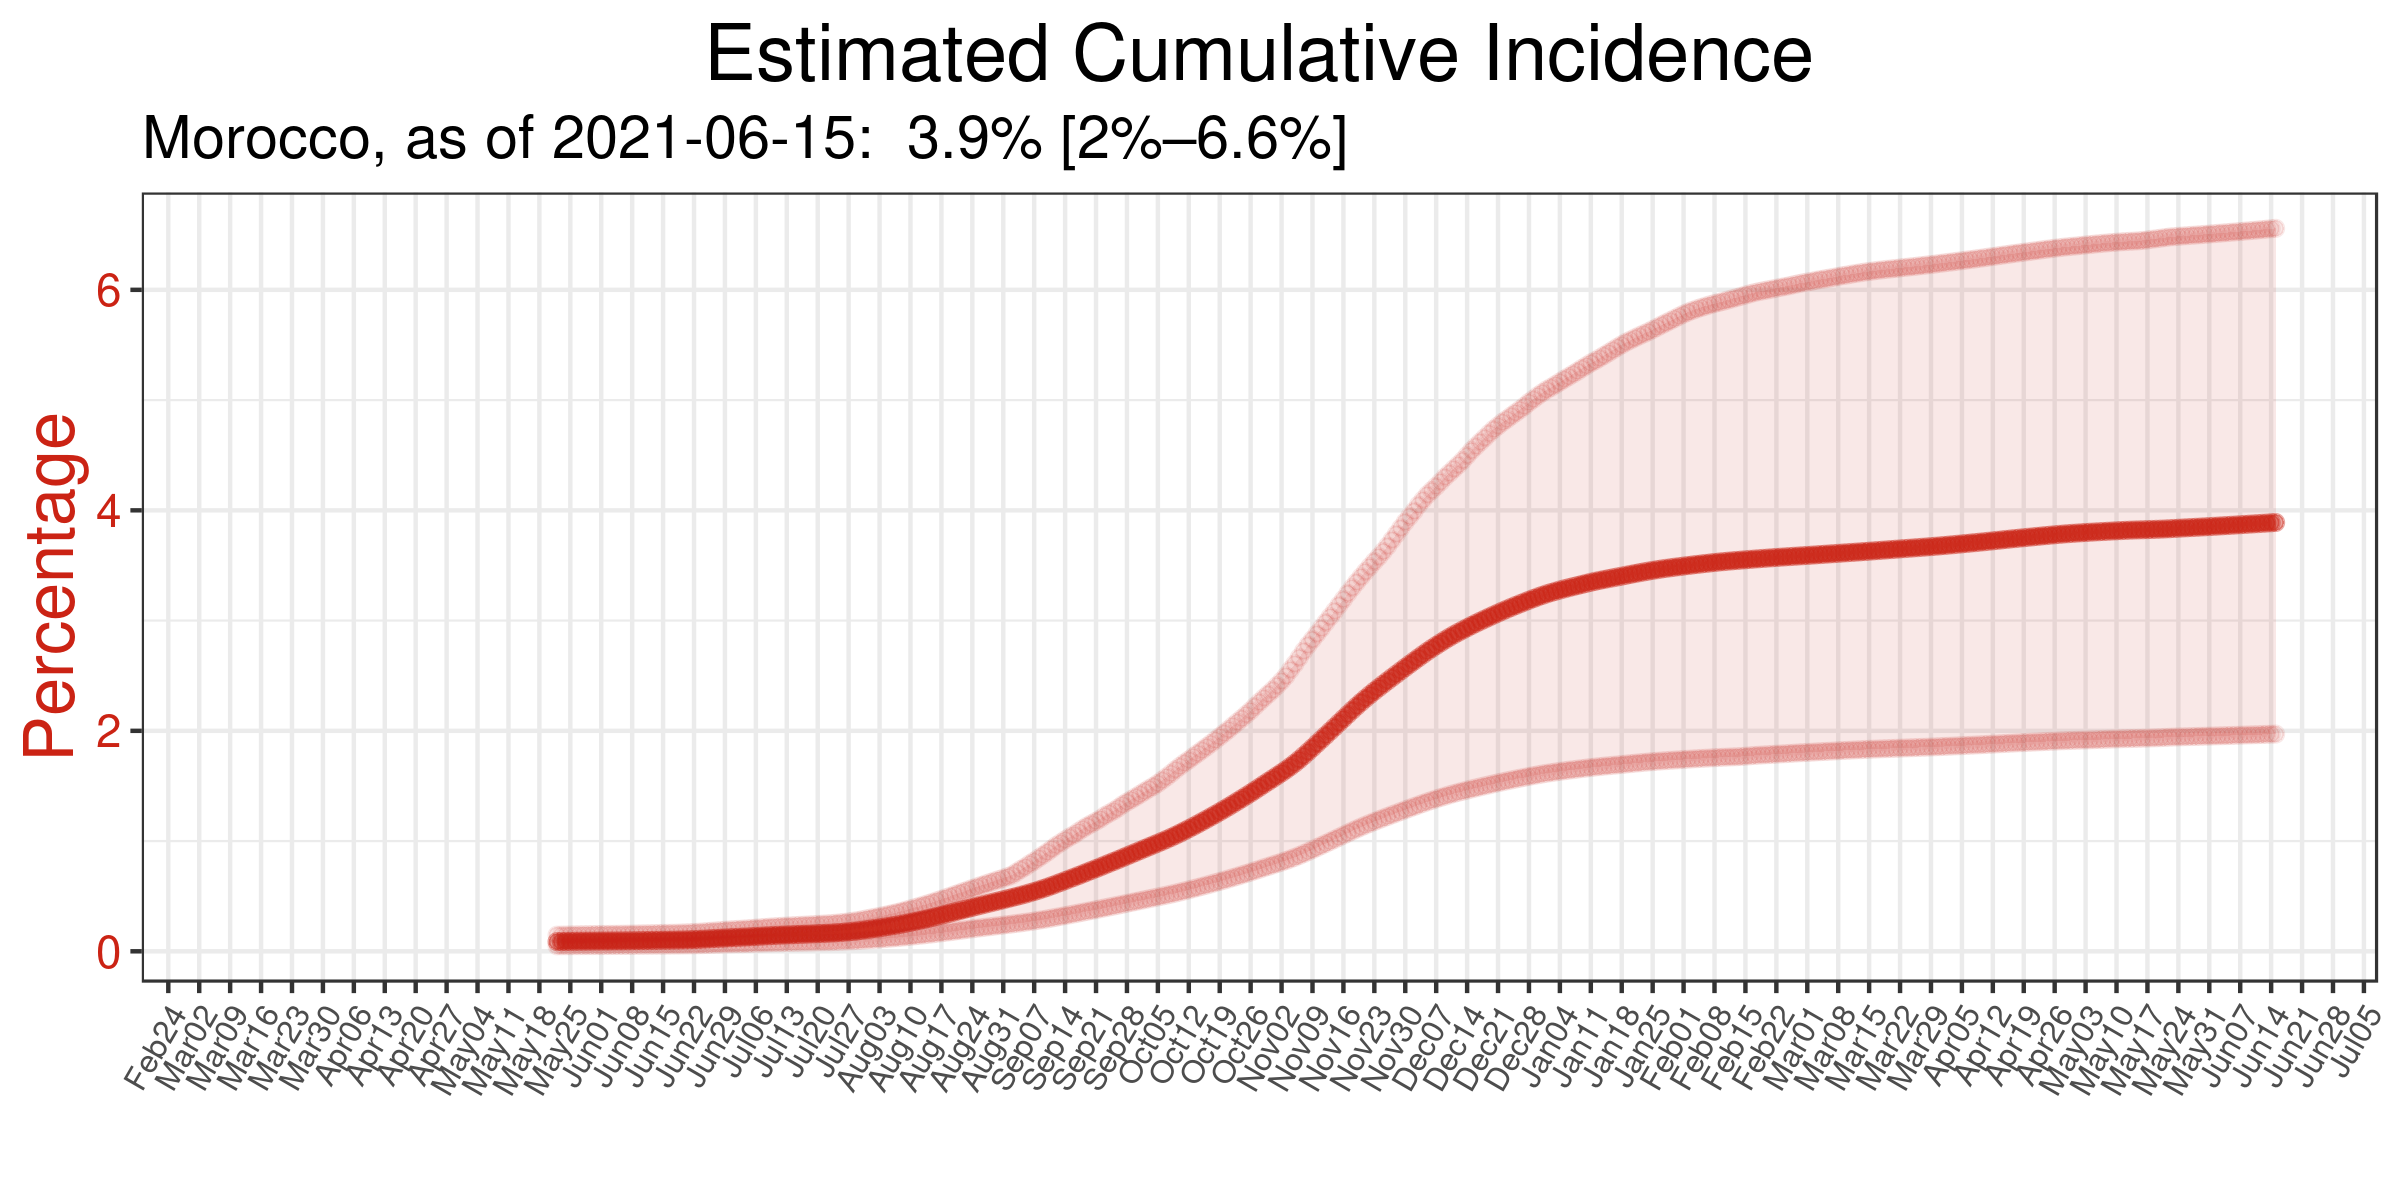 Estimated Cumulative Incidence
Morocco, as of 2021-06-15:  3.9% [2%–6.6%]
Percentage
6
4
2
0
Feb24
Mar02
Mar09
Mar16
Mar23
Mar30
Apr06
Apr13
Apr20
Apr27
May04
May11
May18
May25
Jun01
Jun08
Jun15
Jun22
Jun29
Jul06
Jul13
Jul20
Jul27
Aug03
Aug10
Aug17
Aug24
Aug31
Sep07
Sep14
Sep21
Sep28
Oct05
Oct12
Oct19
Oct26
Nov02
Nov09
Nov16
Nov23
Nov30
Dec07
Dec14
Dec21
Dec28
Jan04
Jan11
Jan18
Jan25
Feb01
Feb08
Feb15
Feb22
Mar01
Mar08
Mar15
Mar22
Mar29
Apr05
Apr12
Apr19
Apr26
May03
May10
May17
May24
May31
Jun07
Jun14
Jun21
Jun28
Jul05